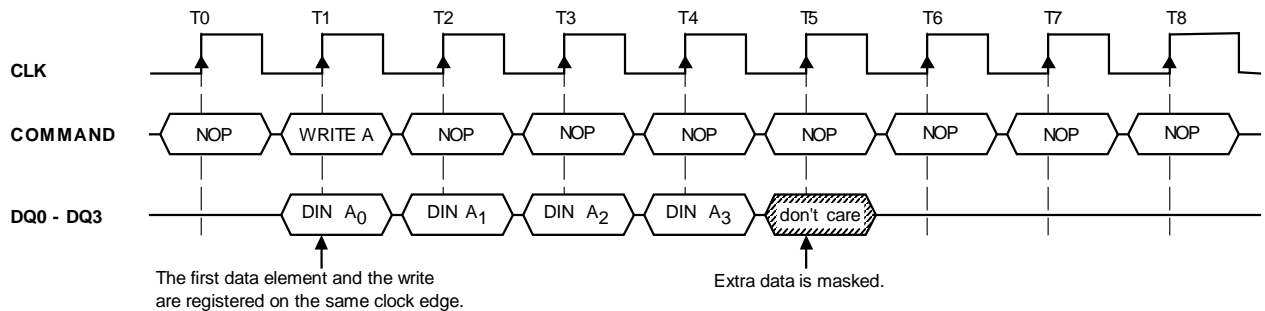 T0 T1 T2 T3 T4 T5 T6 T7 T8
CLK
COMMAND NOP WRITE A NOP NOP NOP NOP NOP NOP NOP
DQ0 - DQ3 DIN A0 DIN A1 DIN A2 DIN A3 don't care
The first data element and the write
are registered on the same clock edge.
Extra data is masked.